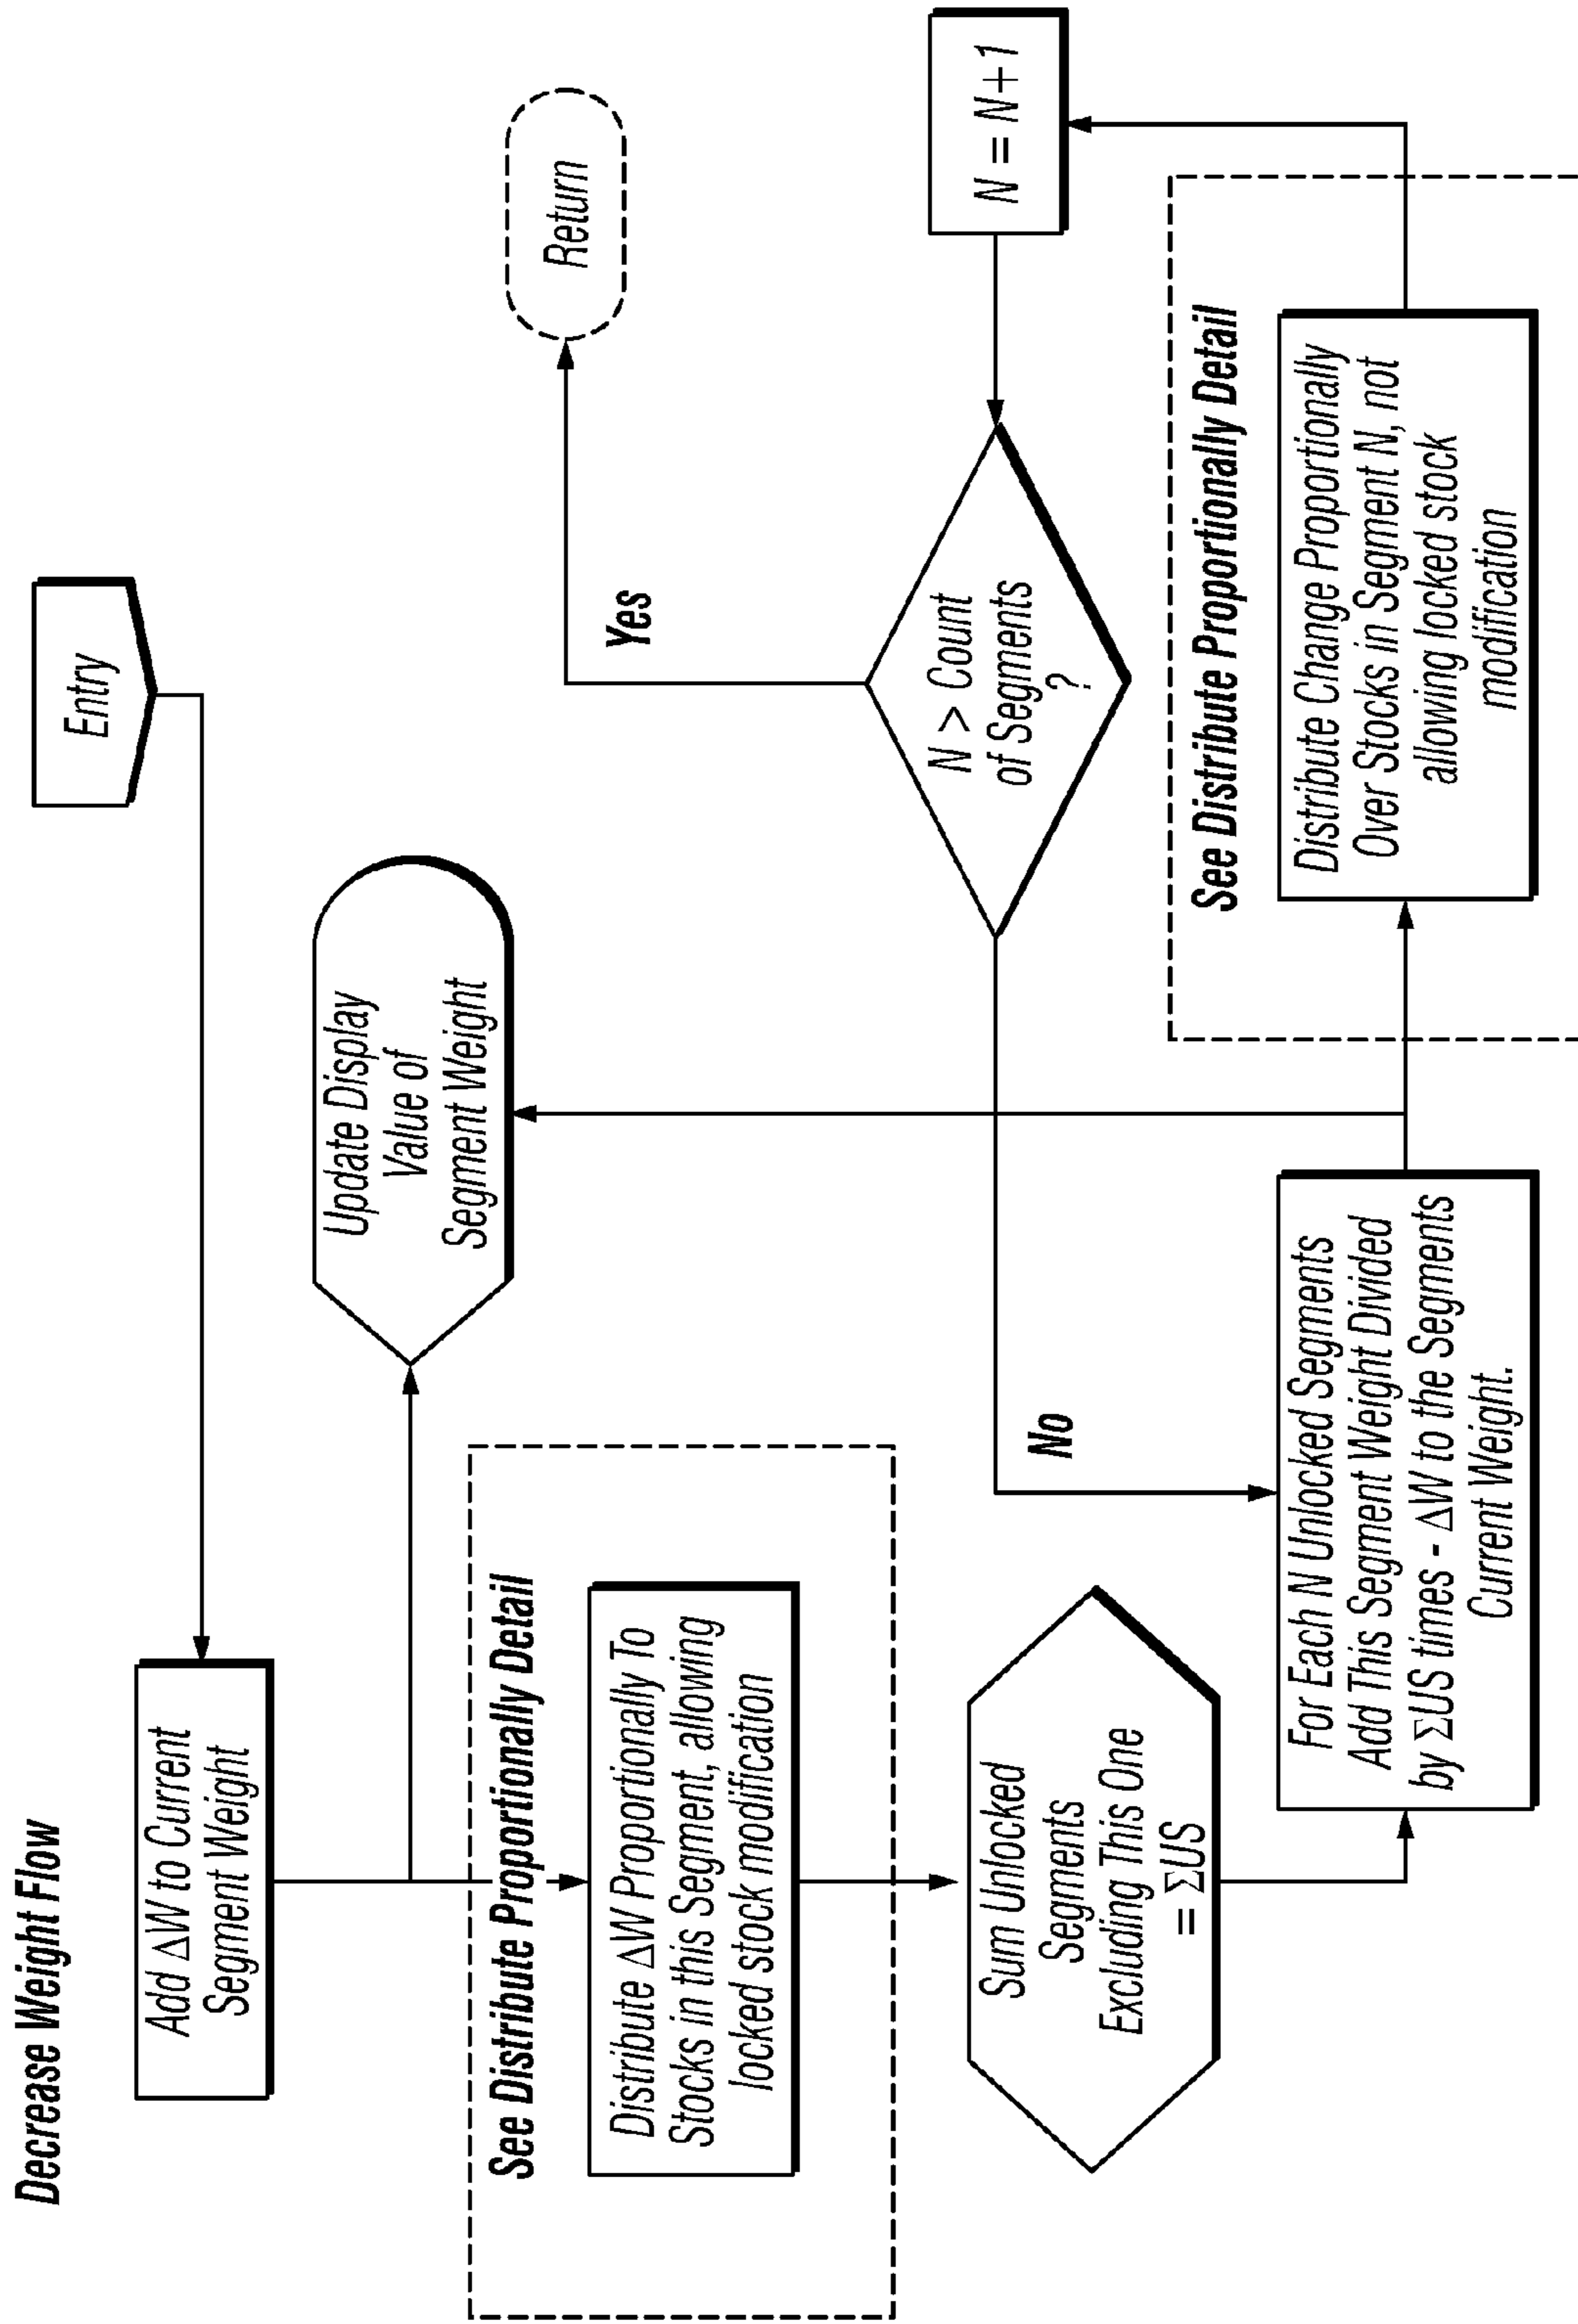 Decrease Weight Flow
Entry
Add ΔW to Current
Segment Weight
Update Display
Value of
Segment Weight
See Distribute Proportionally Detail
Distribute ΔW Proportionally To
Stocks in this Segment, allowing
locked stock modification
Return
Yes
Sum Unlocked
Segments
Excluding This One
= ΣUS
No
N > Count
of Segments
?
N = N+1
For Each N Unlocked Segments
Add This Segment Weight Divided
by ΣUS times - ΔW to the Segments
Current Weight.
See Distribute Proportionally Detail
Distribute Change Proportionally
Over Stocks in Segment N, not
allowing locked stock
modification